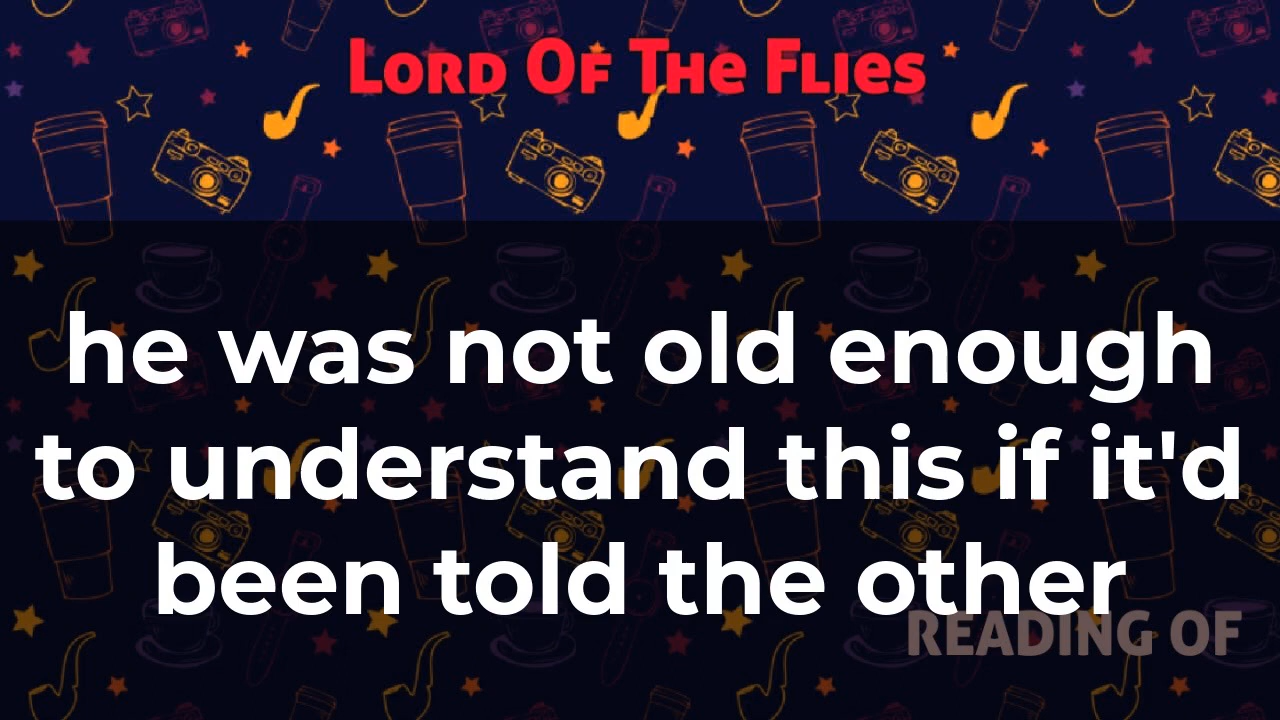 Lord Of The Flies
he was not old enough
to understand this if it'd
been told the other
READING OF